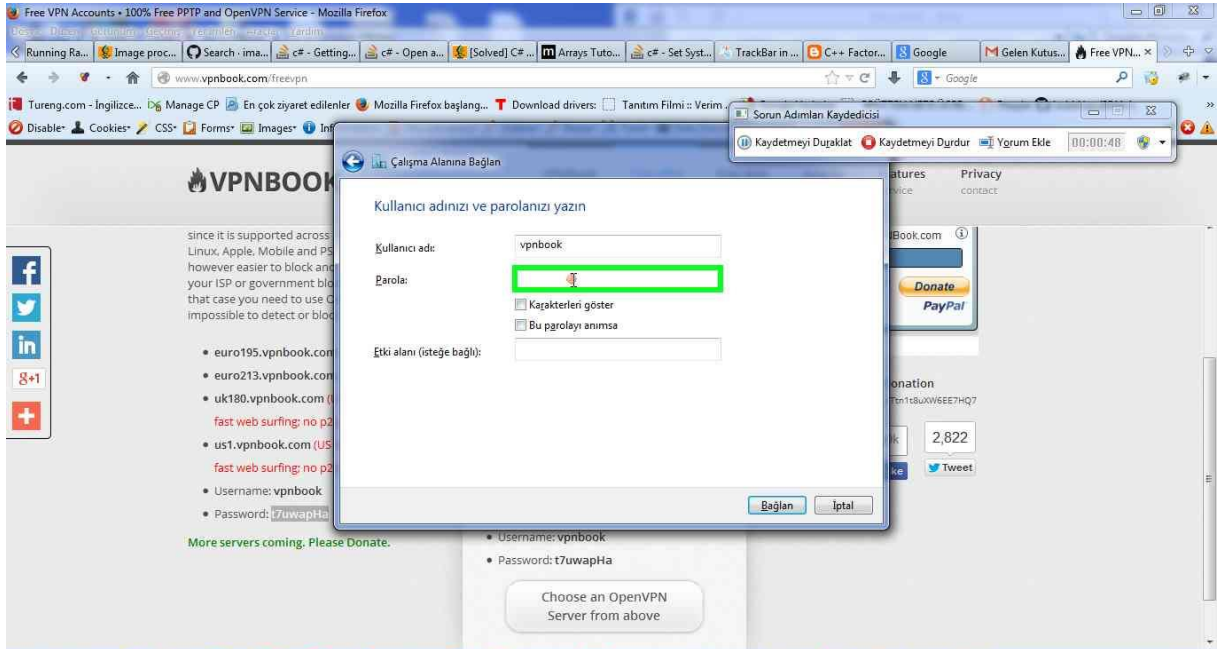 Free VPN Accounts • 100% Free PPTP and OpenVPN Service - Mozilla Firefox
Running Ra... Image proc... Search · ima... c# - Getting... c# - Open a... [Solved] C# ... Arrays Tuto... c# - Set Syst... TrackBar in ... C++ Factor... Google Gelen Kutus... Free VPN...
www.vpnbook.com/freevpn
Google
Tureng.com - İngilizce... Manage CP En çok ziyaret edilenler Mozilla Firefox başlang... Download drivers: Tanıtım Filmi :: Verim
Disable Cookies CSS Forms Images Inf
Sorun Adımları Kaydedicisi
Kaydetmeyi Duraklat Kaydetmeyi Durdur Yorum Ekle 00:00:48
VPNBOOK
atures Privacy
vice contact
Çalışma Alanına Bağlan
Kullanıcı adınızı ve parolanızı yazın
Kullanıcı adı: vpnbook
Parola:
Karakterleri göster
Bu parolayı anımsa
Etki alanı (isteğe bağlı):
Bağlan İptal
since it is supported across
Linux, Apple, Mobile and PS
however easier to block and
your ISP or government blo
that case you need to use O
impossible to detect or bloc
euro195.vpnbook.com
euro213.vpnbook.com
uk180.vpnbook.com (U
fast web surfing; no p2
us1.vpnbook.com (US
fast web surfing; no p2
Username: vpnbook
Password: t7uwapHa
More servers coming. Please Donate.
Book.com
Donate
PayPal
onation
2,822
ke Tweet
+1
Username: vpnbook
Password: t7uwapHa
Choose an OpenVPN
Server from above